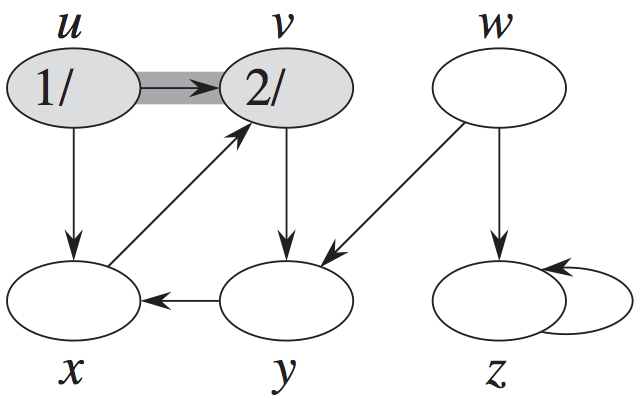 u v w
1/ 2/
x y z